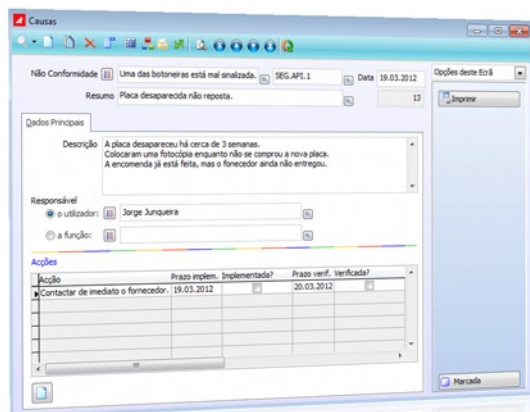 Causas
Não Conformidade Uma das botoneiras está mal sinalizada. SEG.API.1 Data 19.03.2012 Opções deste Ecrã
Resumo Placa desaparecida não reposta. 13 Imprimir
Dados Principais
Descrição A placa desapareceu há cerca de 3 semanas.
Colocaram uma fotocópia enquanto não se comprou a nova placa.
A encomenda já está feita, mas o fonecedor ainda não entregou.
Responsável
o utilizador: Jorge Junqueira
a função:
Acções
Acção Prazo implem. Implementada? Prazo verif. Verificada?
Contactar de imediato o fornecedor. 19.03.2012 20.03.2012
Marcada